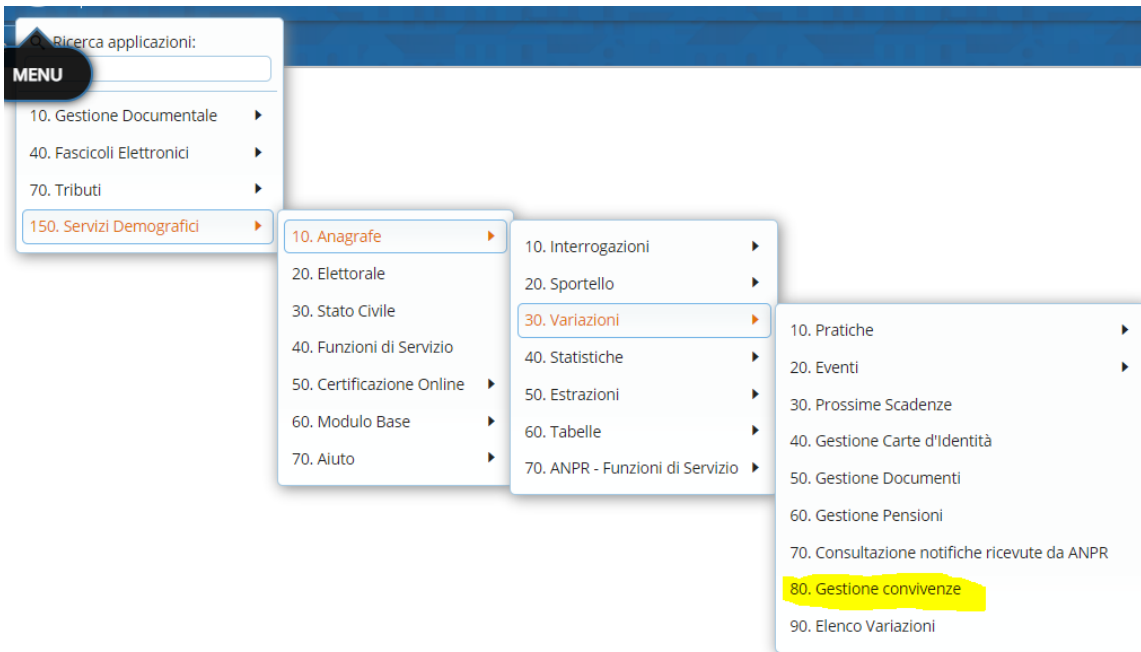 Ricerca applicazioni:
MENU
10. Gestione Documentale
40. Fascicoli Elettronici
70. Tributi
150. Servizi Demografici
10. Anagrafe
20. Elettorale
30. Stato Civile
40. Funzioni di Servizio
50. Certificazione Online
60. Modulo Base
70. Aiuto
10. Interrogazioni
20. Sportello
30. Variazioni
40. Statistiche
50. Estrazioni
60. Tabelle
70. ANPR - Funzioni di Servizio
10. Pratiche
20. Eventi
30. Prossime Scadenze
40. Gestione Carte d'Identità
50. Gestione Documenti
60. Gestione Pensioni
70. Consultazione notifiche ricevute da ANPR
80. Gestione convivenze
90. Elenco Variazioni